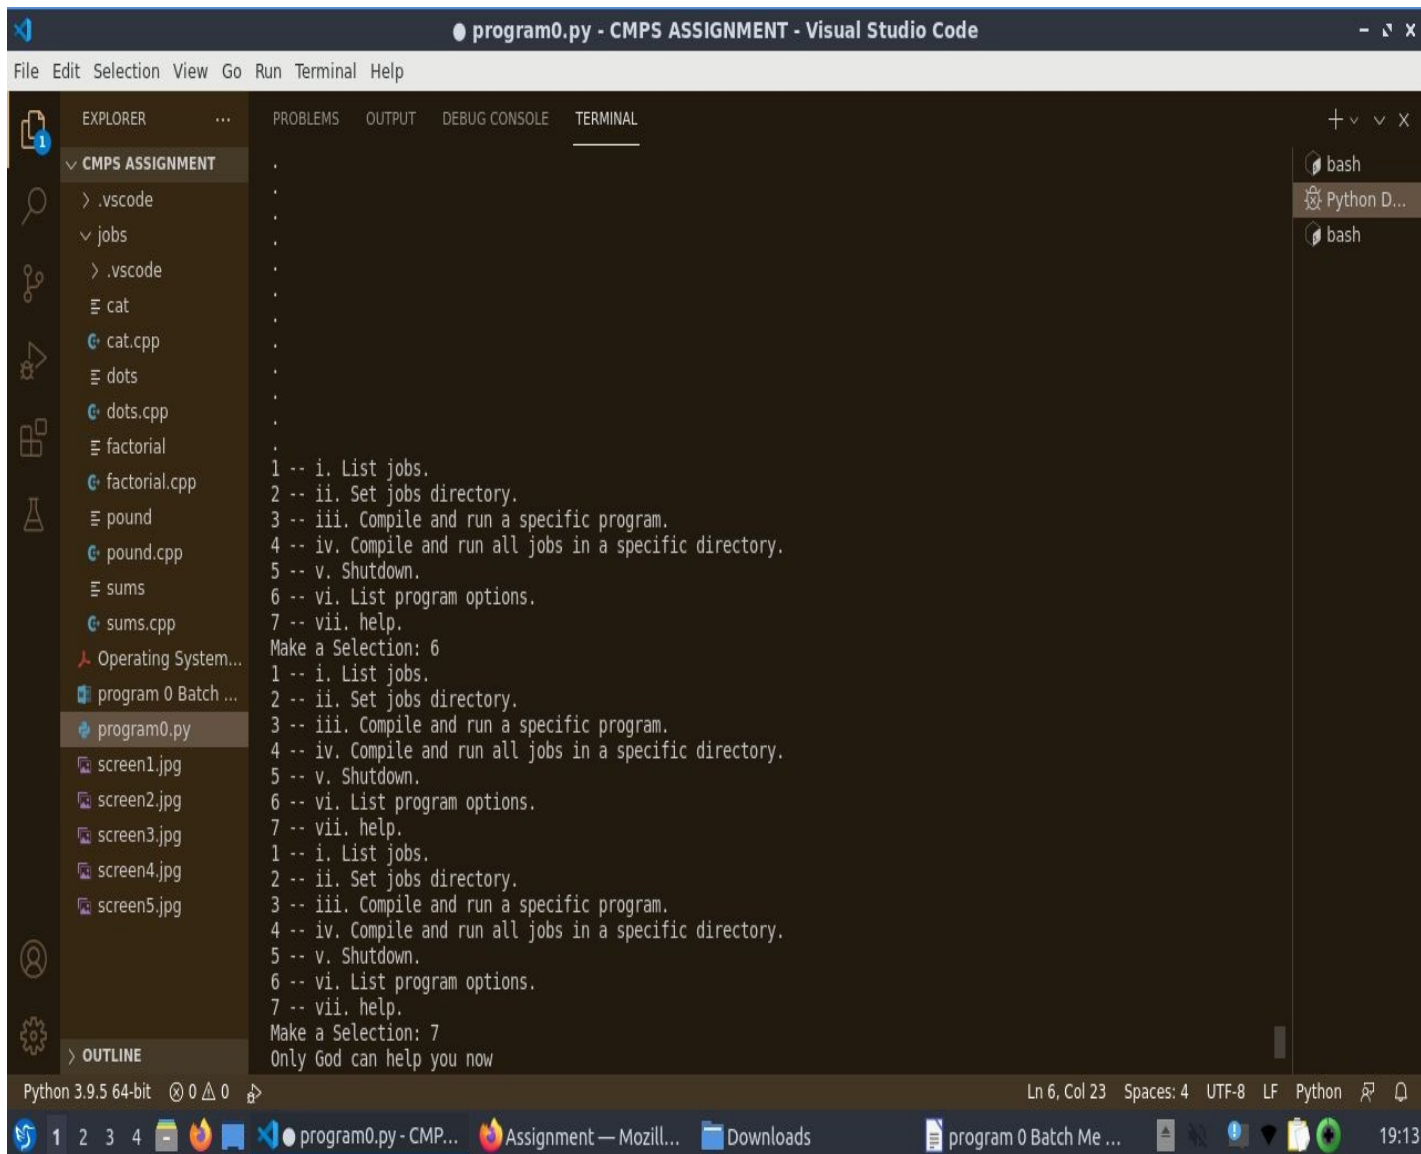 program0.py - CMPS ASSIGNMENT - Visual Studio Code
File Edit Selection View Go Run Terminal Help
EXPLORER ... PROBLEMS OUTPUT DEBUG CONSOLE TERMINAL
1
CMPS ASSIGNMENT
.vscode
jobs
.vscode
cat
cat.cpp
dots
dots.cpp
factorial
factorial.cpp
pound
pound.cpp
sums
sums.cpp
Operating System...
program 0 Batch ...
program0.py
screen1.jpg
screen2.jpg
screen3.jpg
screen4.jpg
screen5.jpg
OUTLINE
.
.
.
.
.
.
.
.
.
.
.
.
1 -- i. List jobs.
2 -- ii. Set jobs directory.
3 -- iii. Compile and run a specific program.
4 -- iv. Compile and run all jobs in a specific directory.
5 -- v. Shutdown.
6 -- vi. List program options.
7 -- vii. help.
Make a Selection: 6
1 -- i. List jobs.
2 -- ii. Set jobs directory.
3 -- iii. Compile and run a specific program.
4 -- iv. Compile and run all jobs in a specific directory.
5 -- v. Shutdown.
6 -- vi. List program options.
7 -- vii. help.
1 -- i. List jobs.
2 -- ii. Set jobs directory.
3 -- iii. Compile and run a specific program.
4 -- iv. Compile and run all jobs in a specific directory.
5 -- v. Shutdown.
6 -- vi. List program options.
7 -- vii. help.
Make a Selection: 7
Only God can help you now
bash
Python D...
bash
Python 3.9.5 64-bit 0 0 Ln 6, Col 23 Spaces: 4 UTF-8 LF Python
1 2 3 4 program0.py - CMP... Assignment — Mozill... Downloads program 0 Batch Me ... 19:13